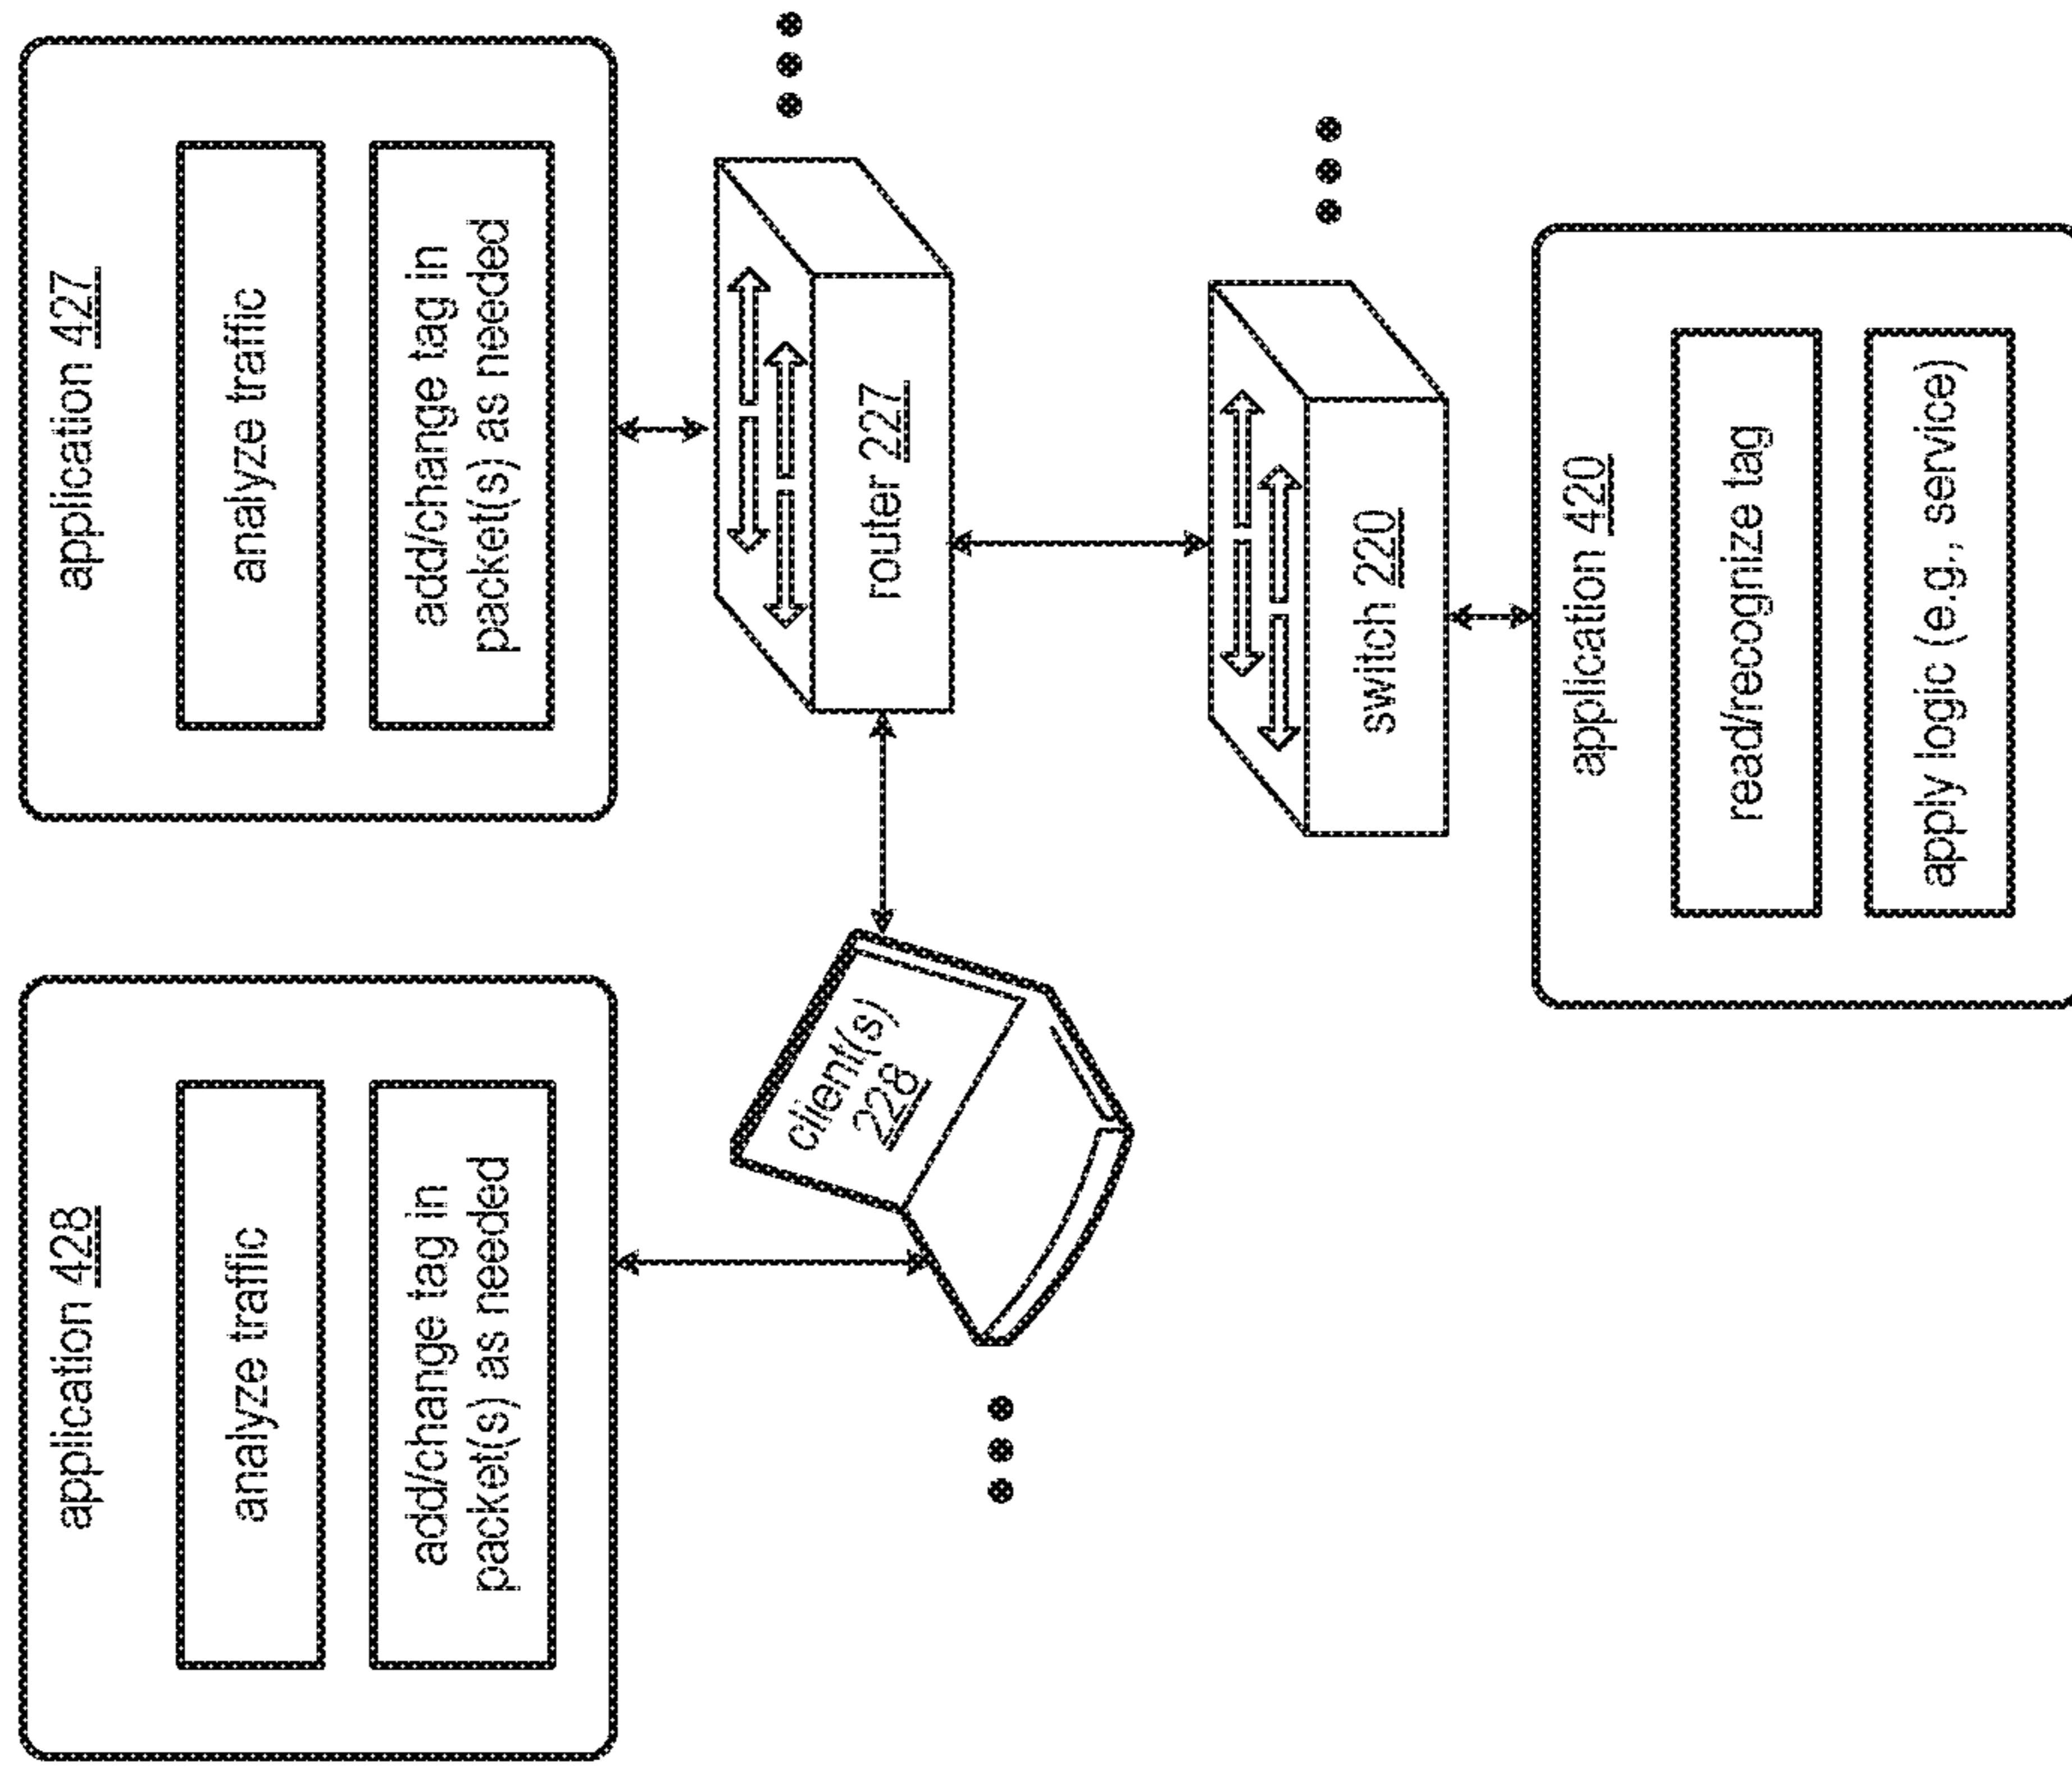 application 428
analyze traffic
add/change tag in
packet(s) as needed
application 427
analyze traffic
add/change tag in
packet(s) as needed
client(s)
228
router 227
switch 220
application 420
read/recognize tag
apply logic (e.g., service)